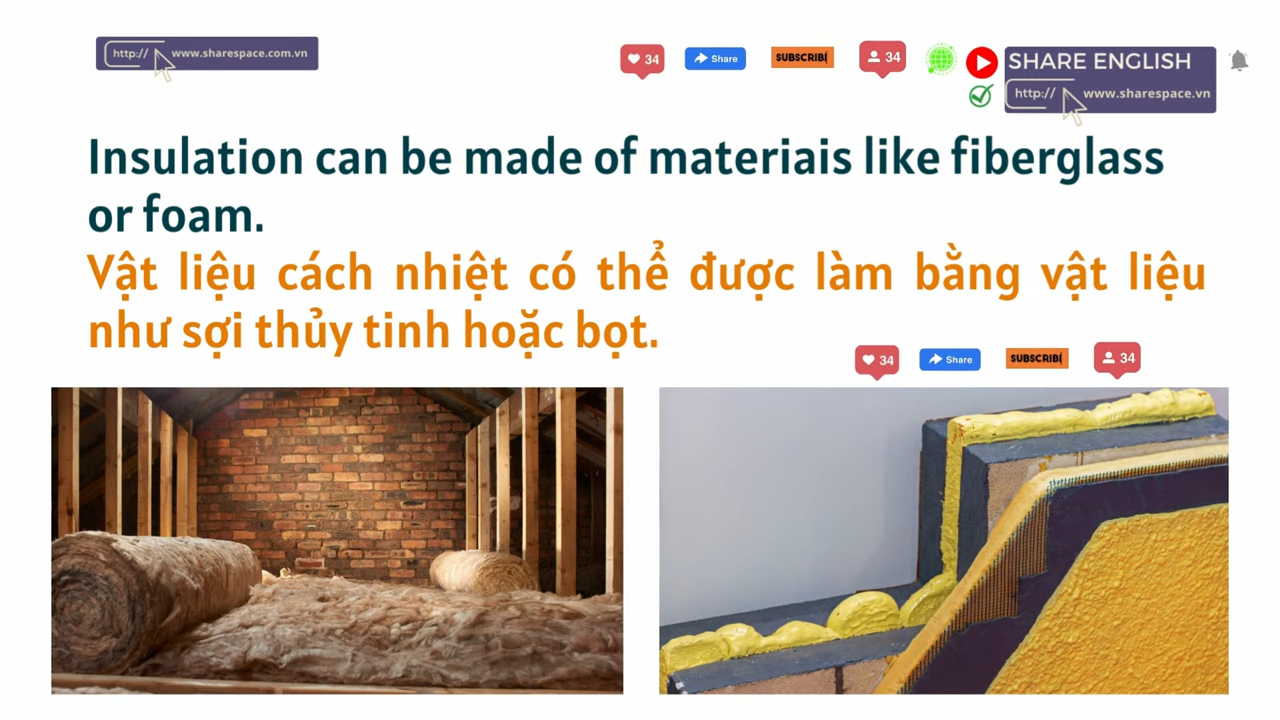 http:// www.sharespace.com.vn
34 Share SUBSCRIB 34
SHARE ENGLISH
http:// www.sharespace.vn
Insulation can be made of materiais like fiberglass
or foam.
Vật liệu cách nhiệt có thể được làm bằng vật liệu
như sợi thủy tinh hoặc bọt.
34 Share SUBSCRIB 34